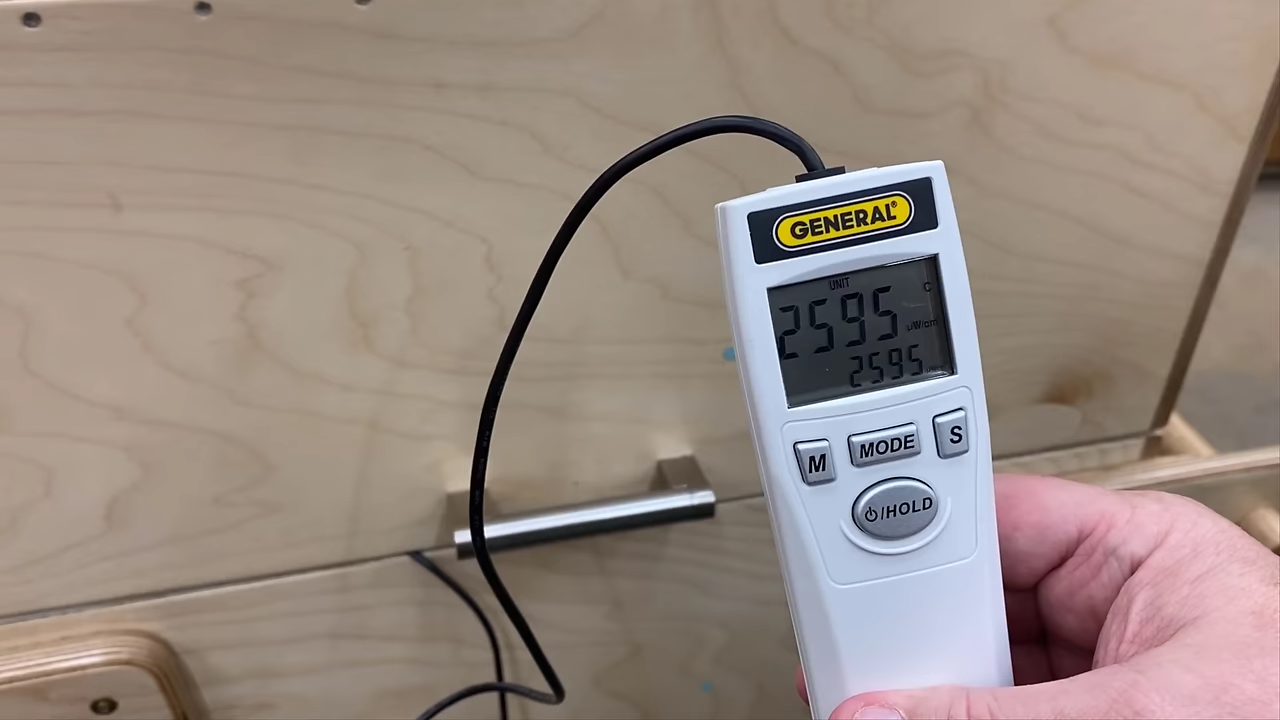 GENERAL®
UNIT
C
2595
µW/cm
2595
M MODE S
⏻/HOLD